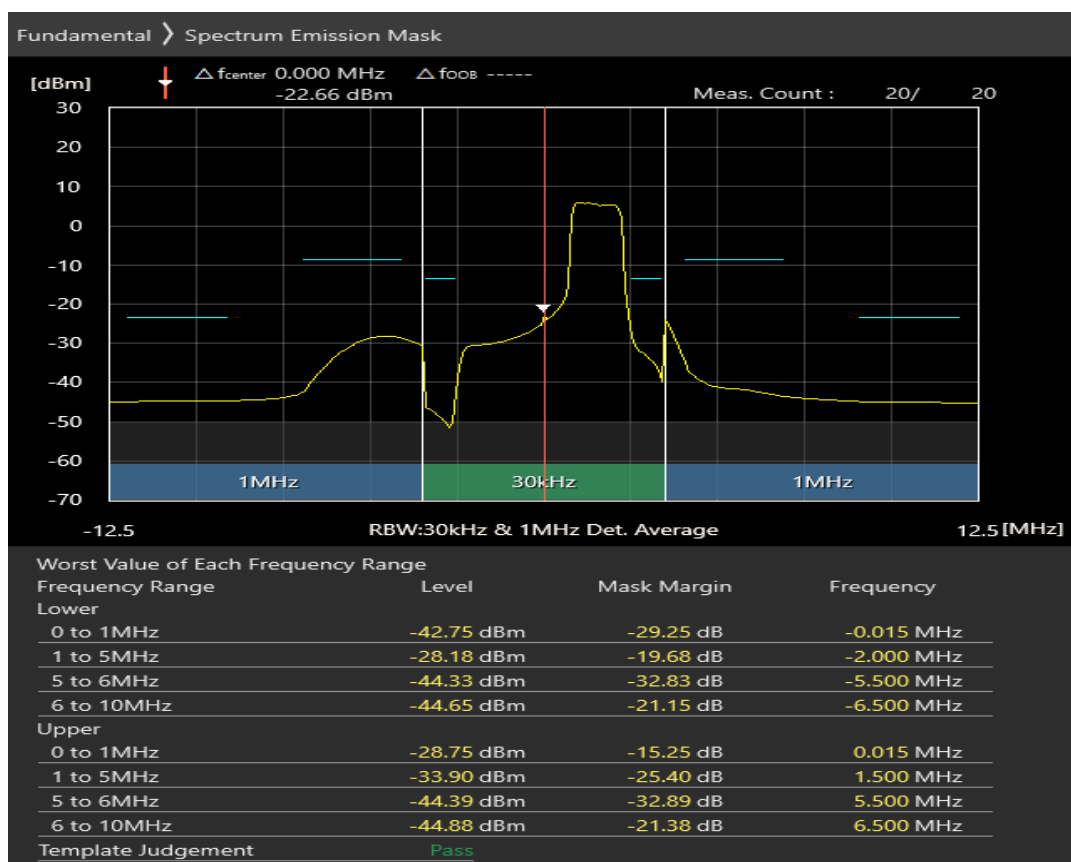 Fundamental ❯ Spectrum Emission Mask
[dBm] △ fcenter 0.000 MHz △ fOOB -----
-22.66 dBm Meas. Count : 20/ 20
30
20
10
0
-10
-20
-30
-40
-50
-60
1MHz 30kHz 1MHz
-70
-12.5 RBW:30kHz & 1MHz Det. Average 12.5 [MHz]
Worst Value of Each Frequency Range
Frequency Range Level Mask Margin Frequency
Lower
0 to 1MHz -42.75 dBm -29.25 dB -0.015 MHz
1 to 5MHz -28.18 dBm -19.68 dB -2.000 MHz
5 to 6MHz -44.33 dBm -32.83 dB -5.500 MHz
6 to 10MHz -44.65 dBm -21.15 dB -6.500 MHz
Upper
0 to 1MHz -28.75 dBm -15.25 dB 0.015 MHz
1 to 5MHz -33.90 dBm -25.40 dB 1.500 MHz
5 to 6MHz -44.39 dBm -32.89 dB 5.500 MHz
6 to 10MHz -44.88 dBm -21.38 dB 6.500 MHz
Template Judgement Pass